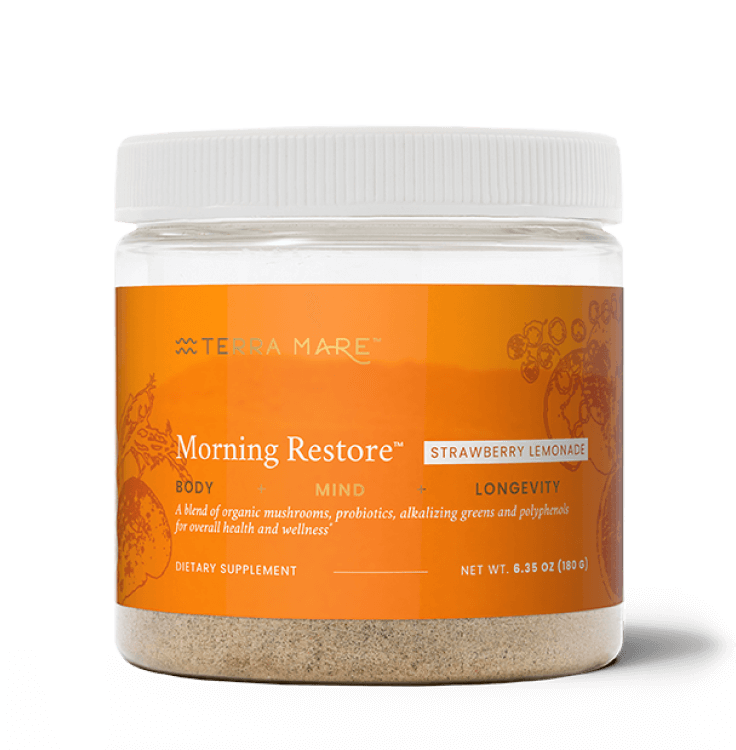 TERRA MARE™
Morning Restore™ STRAWBERRY LEMONADE
BODY + MIND + LONGEVITY
A blend of organic mushrooms, probiotics, alkalizing greens and polyphenols
for overall health and wellness*
DIETARY SUPPLEMENT NET WT. 6.35 OZ (180 G)